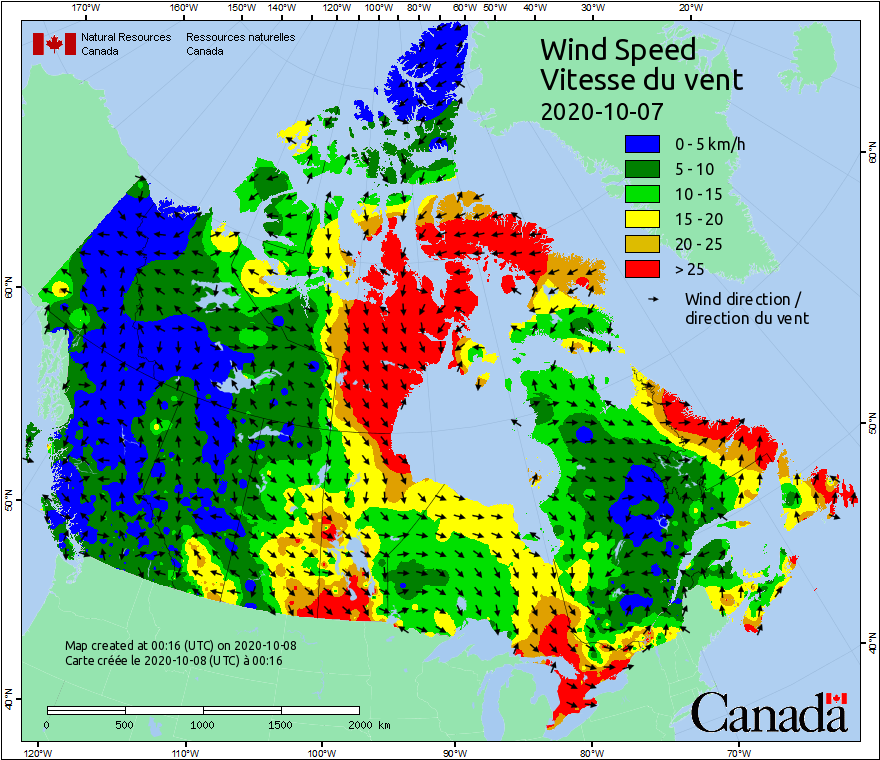 170°W 160°W 150°W 140°W 120°W 100°W 80°W 60°W 50°W 40°W 30°W 20°W
Natural Resources Ressources naturelles
Canada Canada
Wind Speed
Vitesse du vent
2020-10-07
0 - 5 km/h
5 - 10
10 - 15
15 - 20
20 - 25
> 25
Wind direction /
direction du vent
60°N
50°N
40°N
60°N
50°N
40°N
Map created at 00:16 (UTC) on 2020-10-08
Carte créée le 2020-10-08 (UTC) à 00:16
0 500 1000 1500 2000 km
Canada
120°W 110°W 100°W 90°W 80°W 70°W